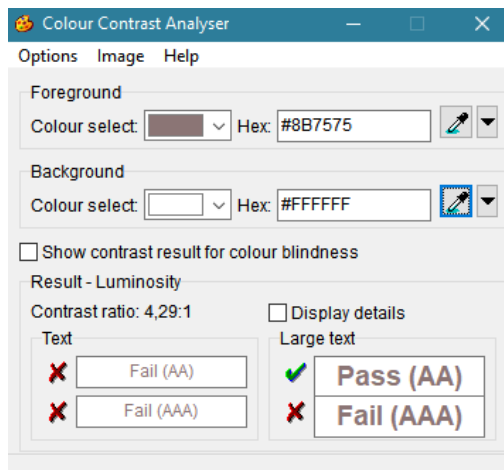 Colour Contrast Analyser
Options Image Help
Foreground
Colour select: Hex: #8B7575
Background
Colour select: Hex: #FFFFFF
Show contrast result for colour blindness
Result - Luminosity
Contrast ratio: 4,29:1 Display details
Text Large text
Fail (AA) Pass (AA)
Fail (AAA) Fail (AAA)